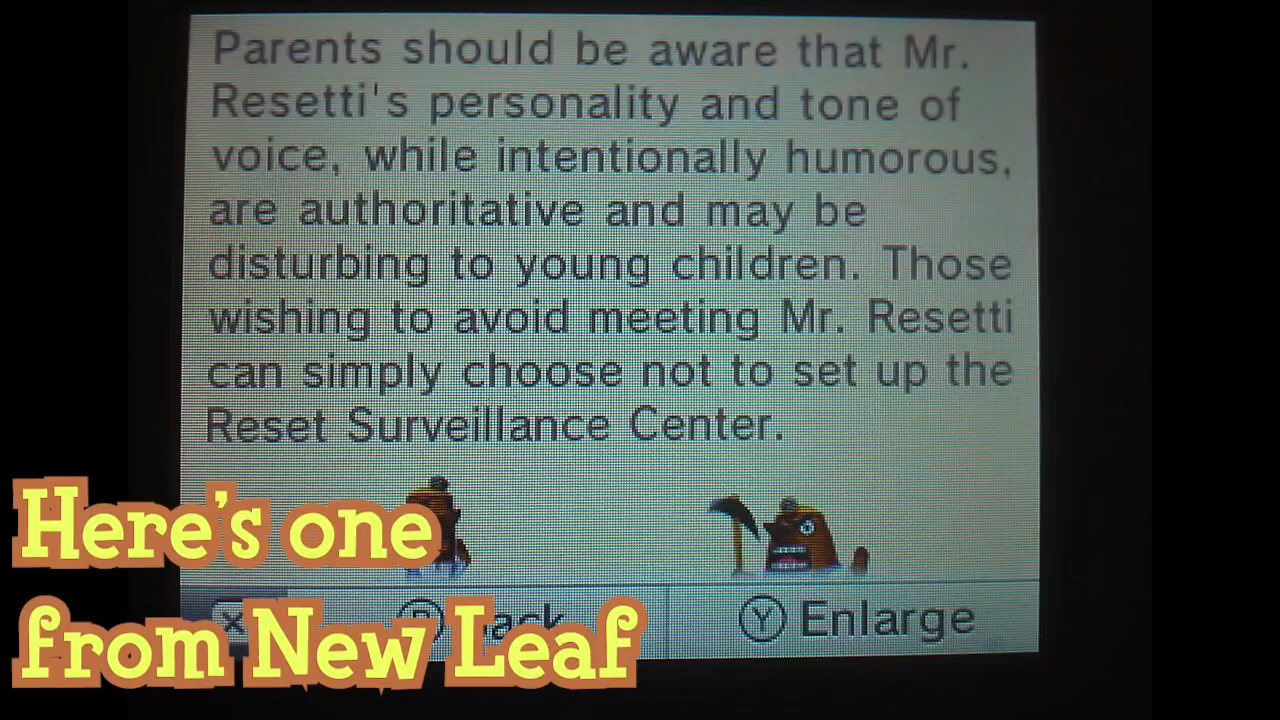 Parents should be aware that Mr.
Resetti's personality and tone of
voice, while intentionally humorous,
are authoritative and may be
disturbing to young children. Those
wishing to avoid meeting Mr. Resetti
can simply choose not to set up the
Reset Surveillance Center.
Here's one
from New Leaf
Ⓨ Enlarge